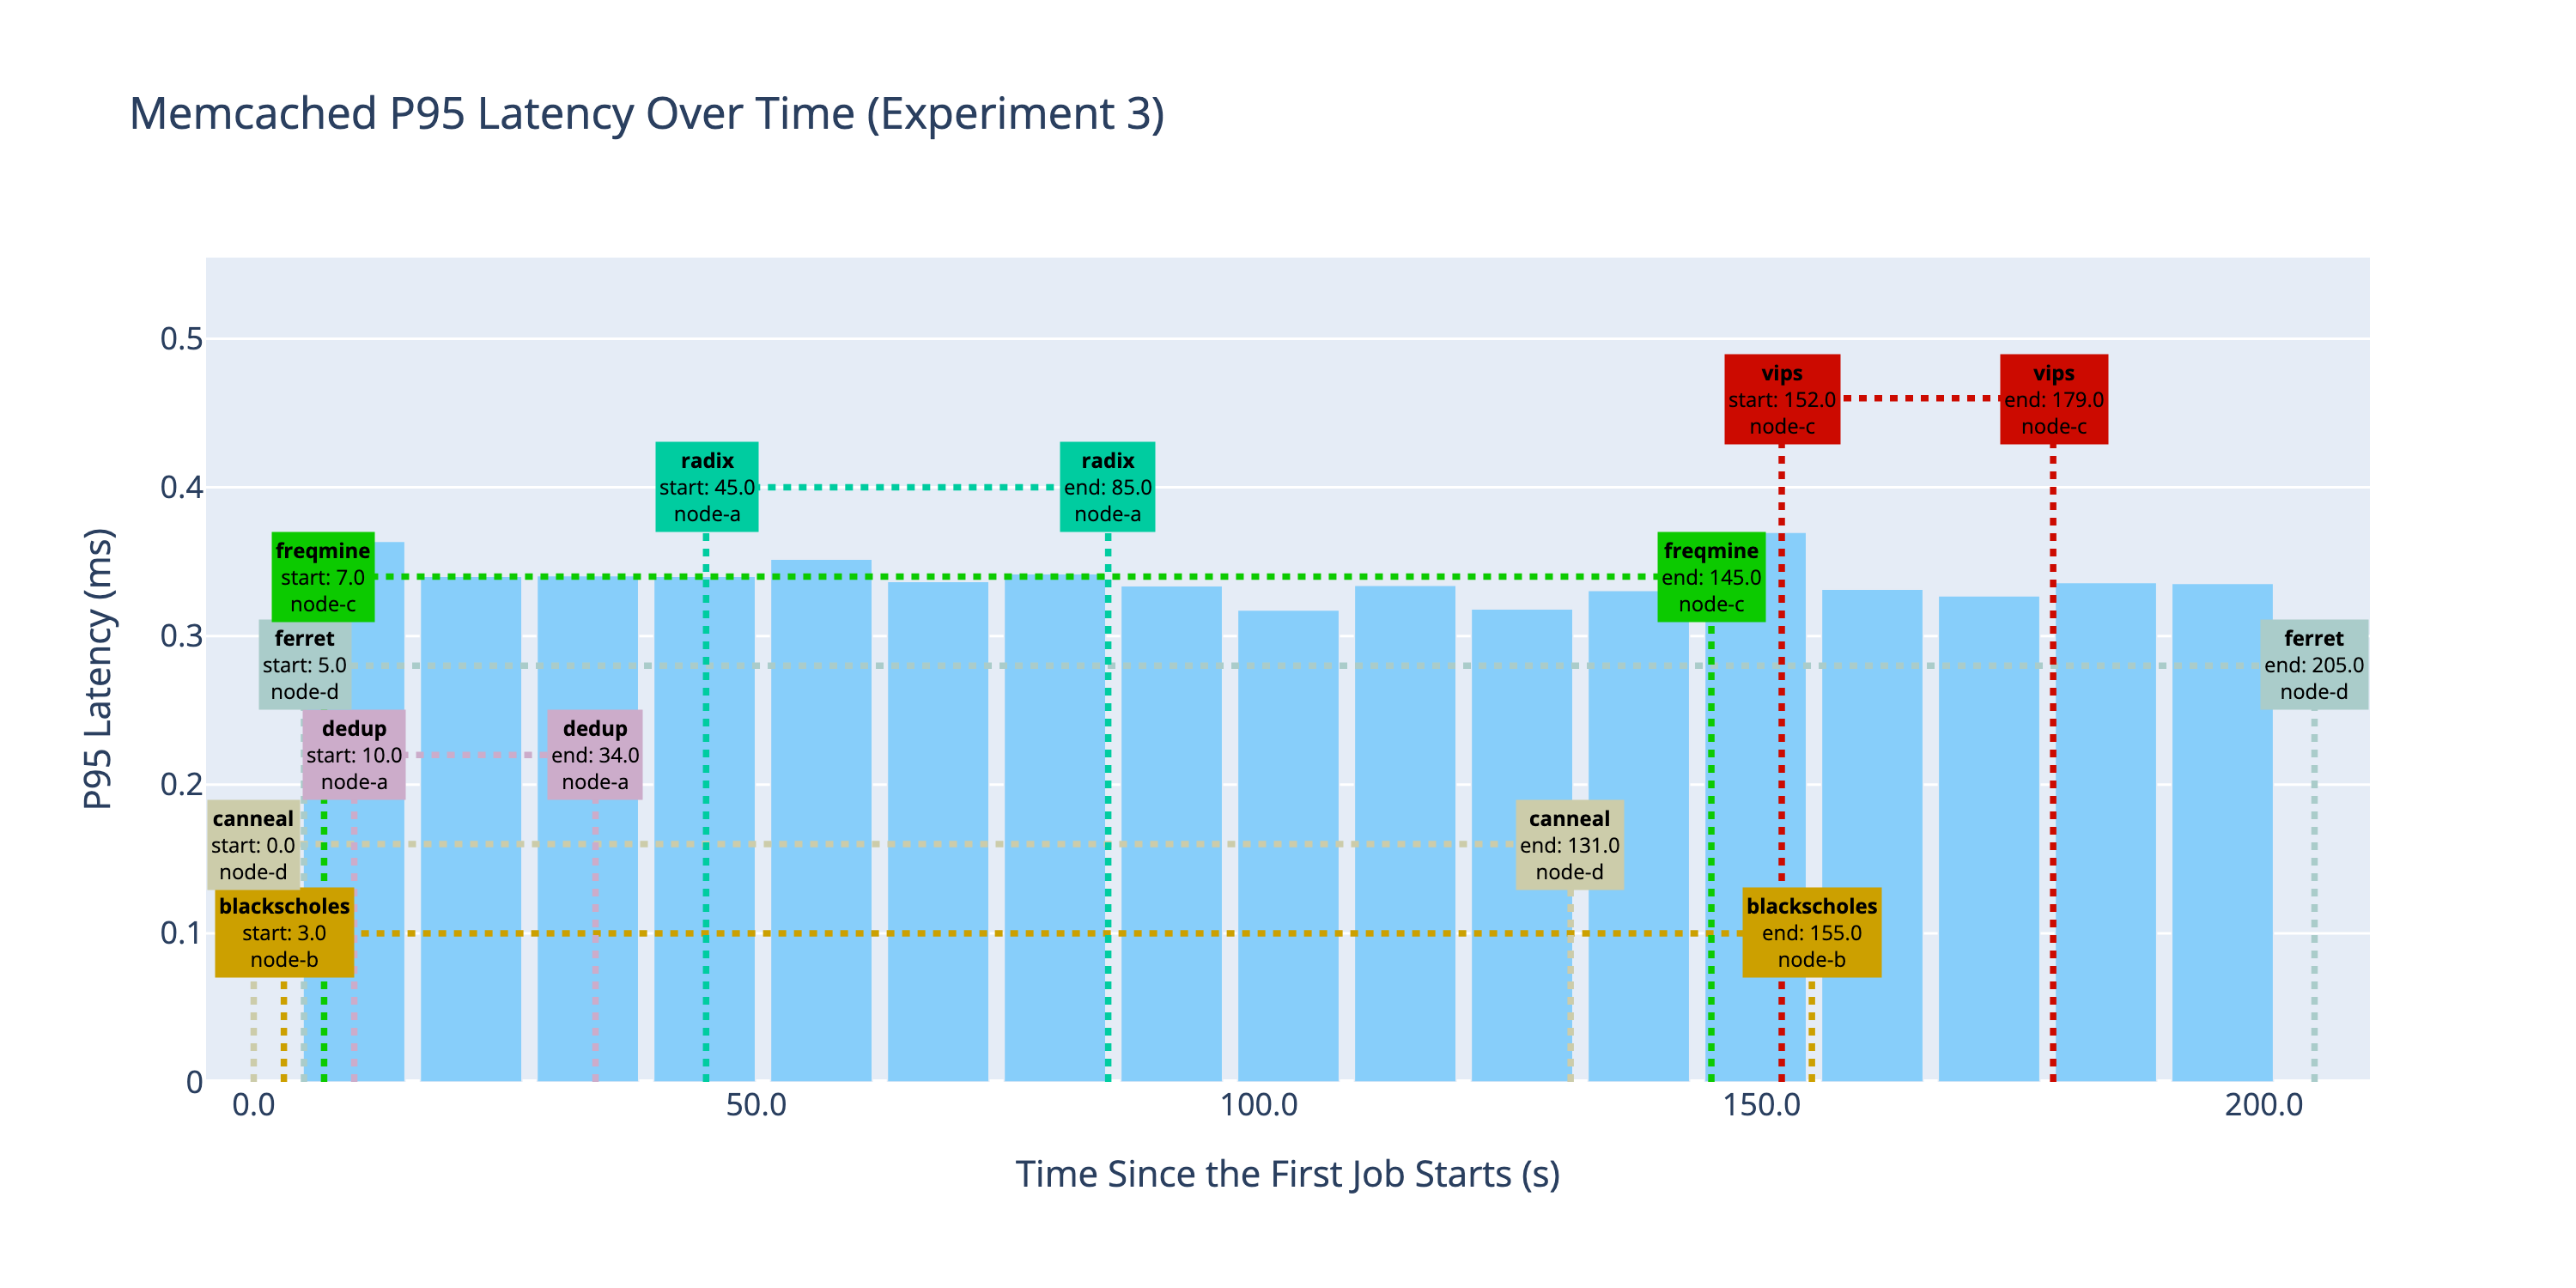 Memcached P95 Latency Over Time (Experiment 3)
P95 Latency (ms)
0.5
0.4
0.3
0.2
0.1
0
vips
start: 152.0
node-c
vips
end: 179.0
node-c
radix
start: 45.0
node-a
radix
end: 85.0
node-a
freqmine
start: 7.0
node-c
freqmine
end: 145.0
node-c
ferret
start: 5.0
node-d
ferret
end: 205.0
node-d
dedup
start: 10.0
node-a
dedup
end: 34.0
node-a
canneal
start: 0.0
node-d
canneal
end: 131.0
node-d
blackscholes
start: 3.0
node-b
blackscholes
end: 155.0
node-b
0.0
50.0
100.0
150.0
200.0
Time Since the First Job Starts (s)